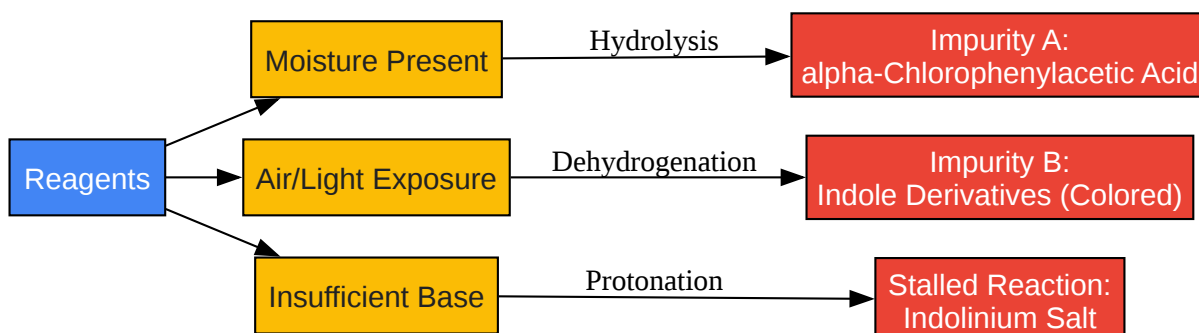 Reagents
Moisture Present
Hydrolysis
Impurity A:
alpha-Chlorophenylacetic Acid
Air/Light Exposure
Dehydrogenation
Impurity B:
Indole Derivatives (Colored)
Insufficient Base
Protonation
Stalled Reaction:
Indolinium Salt